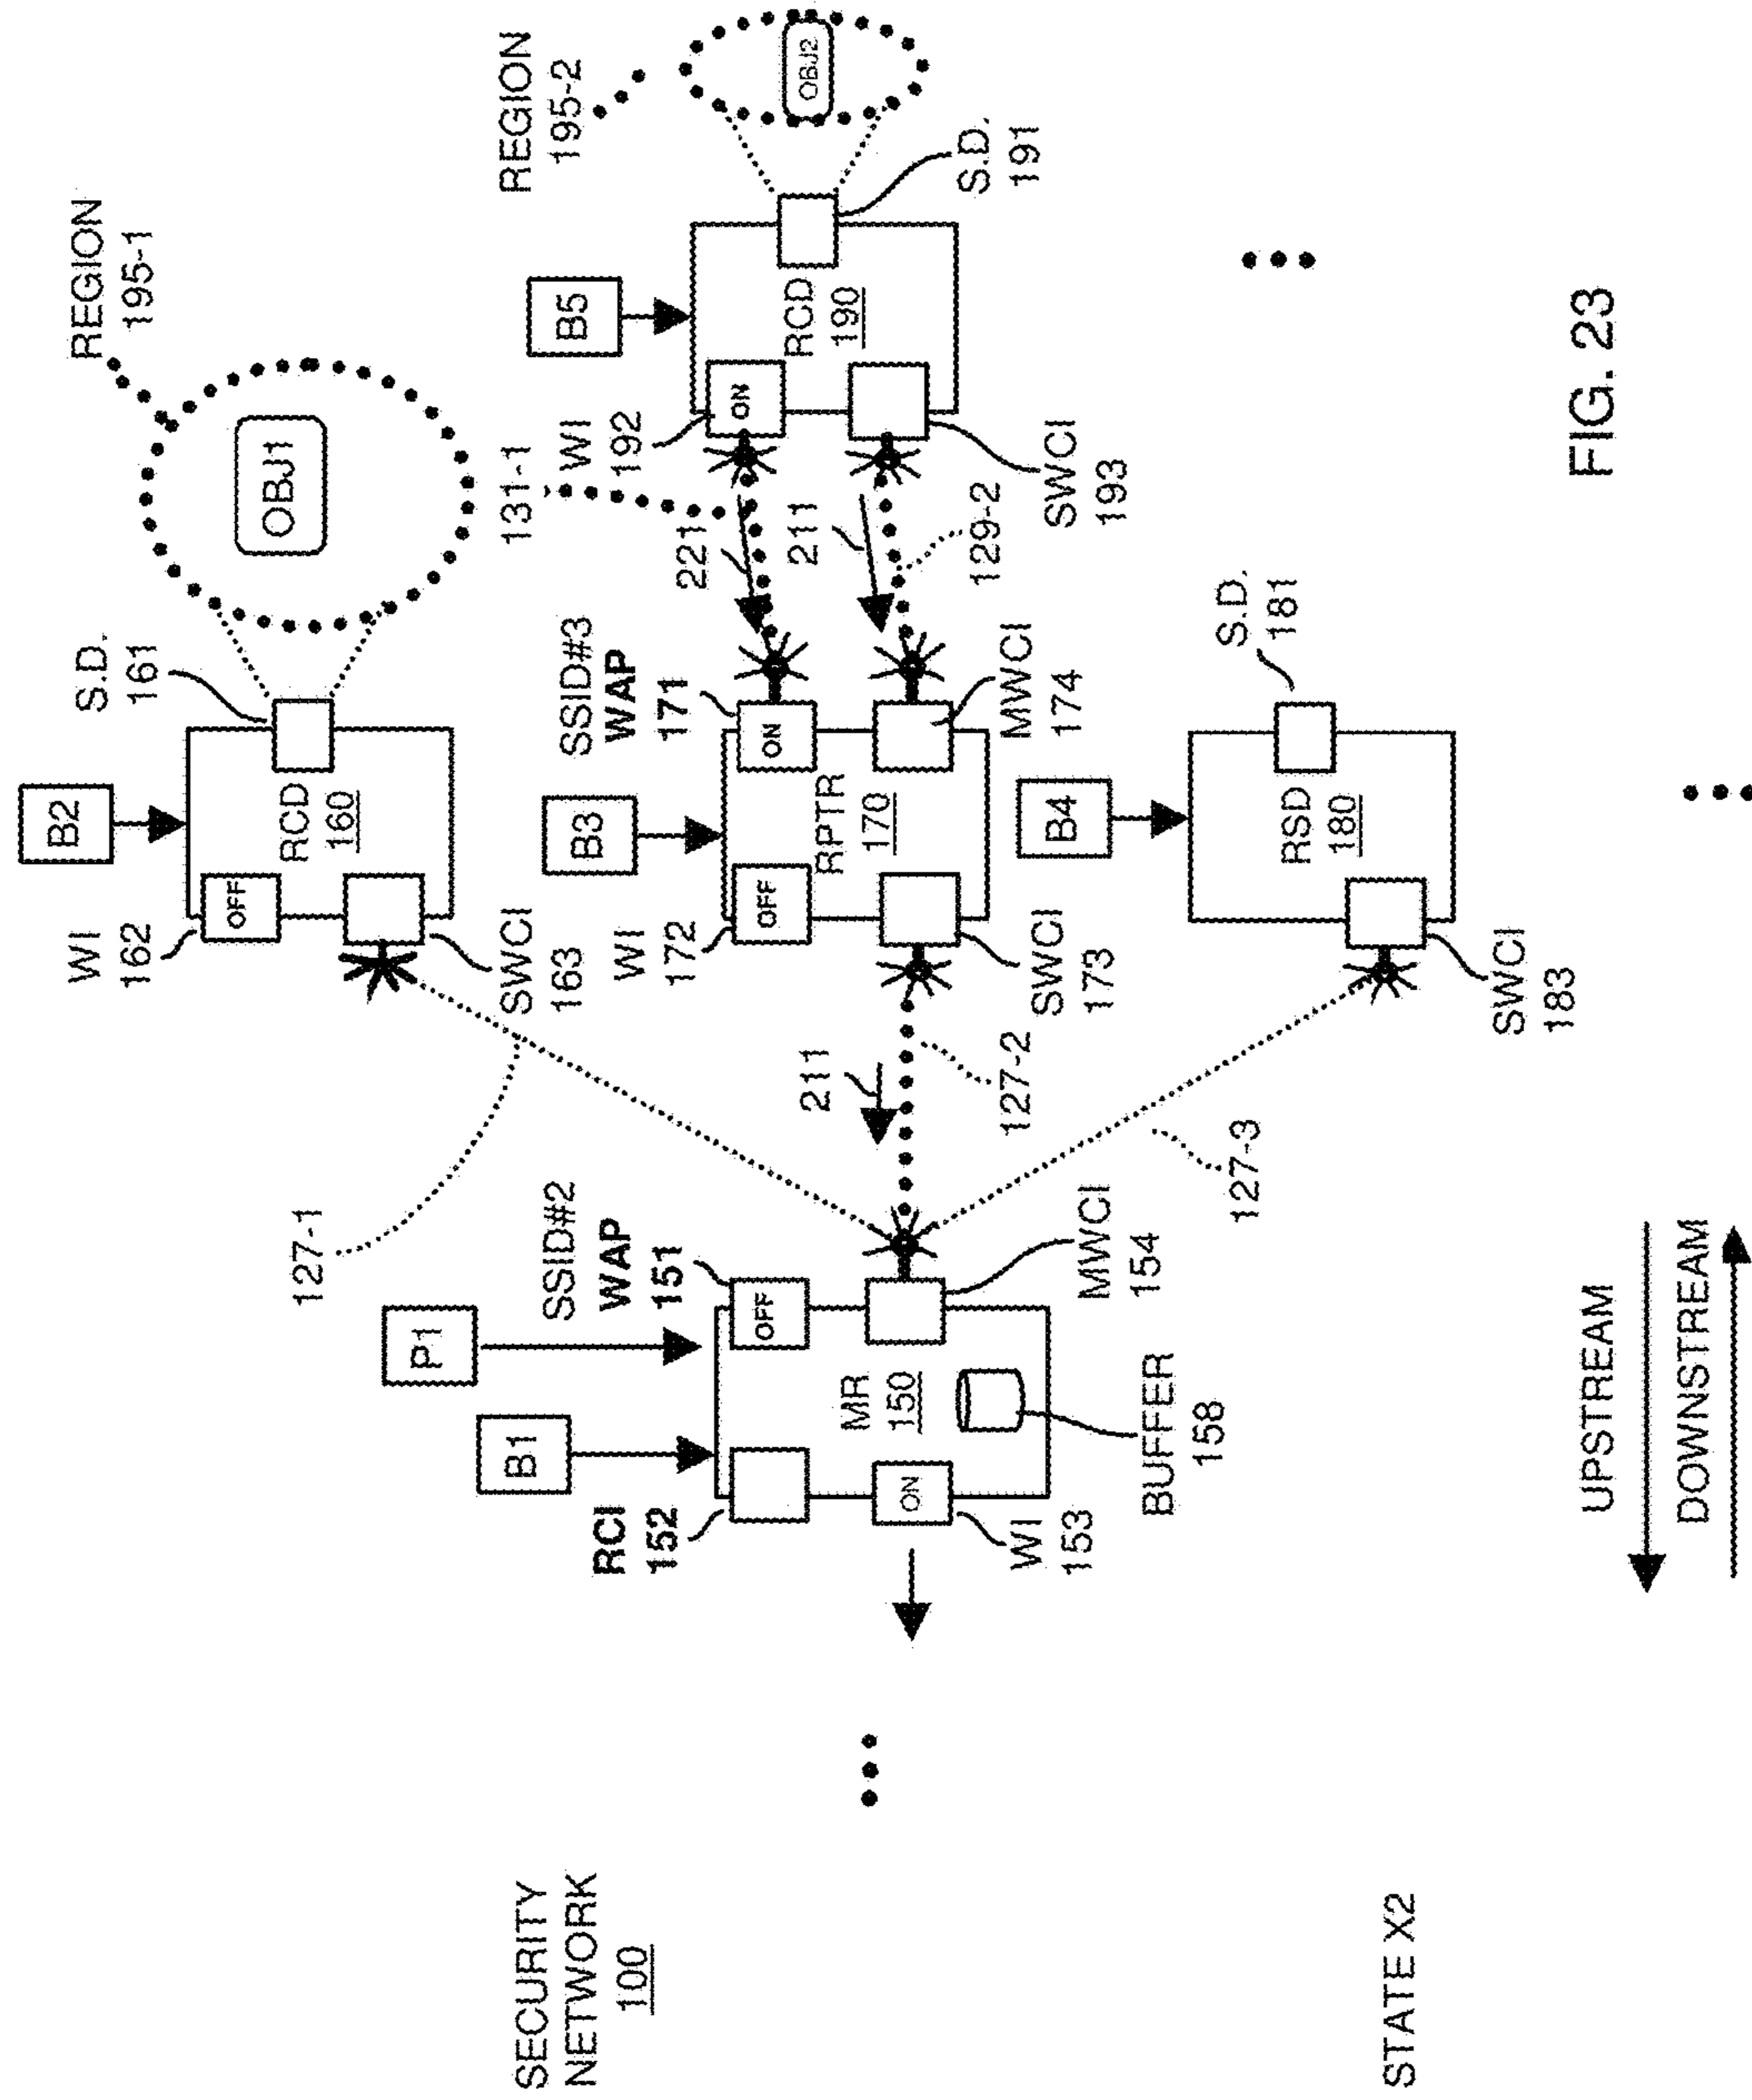 SECURITY
NETWORK
100
STATE X2
B2
WI
162
OFF
RCD
160
S.D.
161
SWCI
163
REGION
195-1
OBJ1
127-1
P1
B1
RCI
152
SSID#2
WAP
151
OFF
MR
150
ON
WI
153
BUFFER
158
MWCI
154
211
127-2
127-3
B3
WI
172
OFF
RPTR
170
SSID#3
WAP
171
ON
SWCI
173
MWCI
174
131-1
221
211
129-2
WI
192
B5
ON
RCD
190
SWCI
193
S.D.
191
REGION
195-2
OBJ2
B4
RSD
180
S.D.
181
SWCI
183
UPSTREAM
DOWNSTREAM
FIG. 23